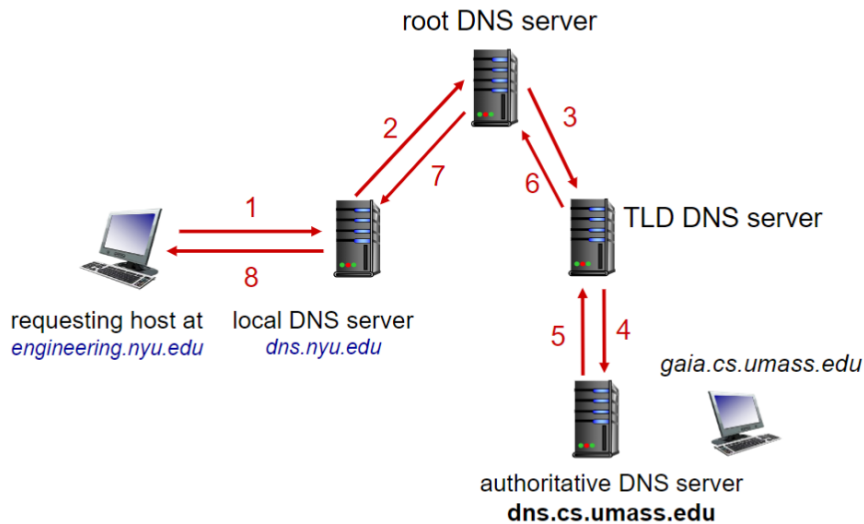 root DNS server
2
3
7
6
1
TLD DNS server
8
requesting host at
engineering.nyu.edu
local DNS server
dns.nyu.edu
5
4
gaia.cs.umass.edu
authoritative DNS server
dns.cs.umass.edu